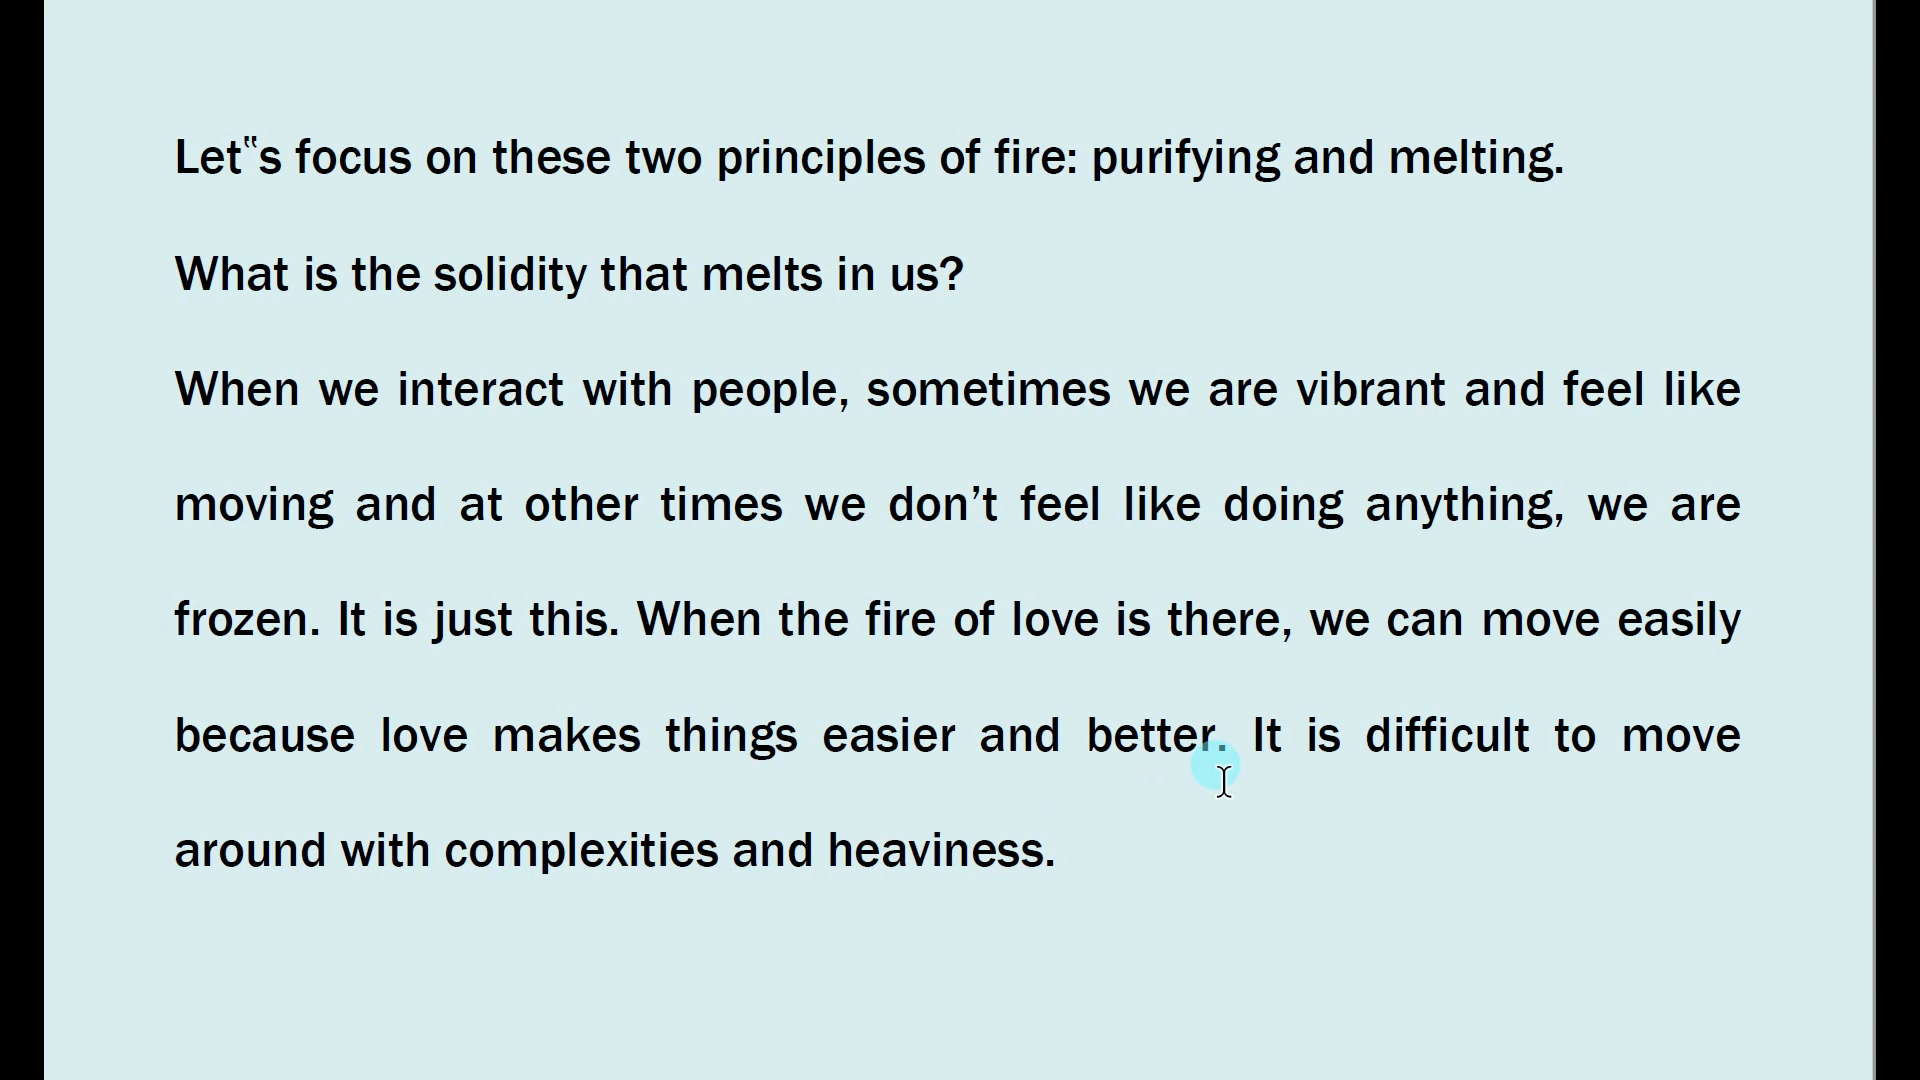 Let‟s focus on these two principles of fire: purifying and melting.
What is the solidity that melts in us?
When we interact with people, sometimes we are vibrant and feel like
moving and at other times we don’t feel like doing anything, we are
frozen. It is just this. When the fire of love is there, we can move easily
because love makes things easier and better. It is difficult to move
around with complexities and heaviness.